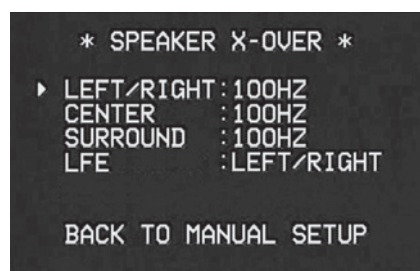 * SPEAKER X-OVER *
▶ LEFT/RIGHT:100HZ
CENTER :100HZ
SURROUND :100HZ
LFE :LEFT/RIGHT
BACK TO MANUAL SETUP